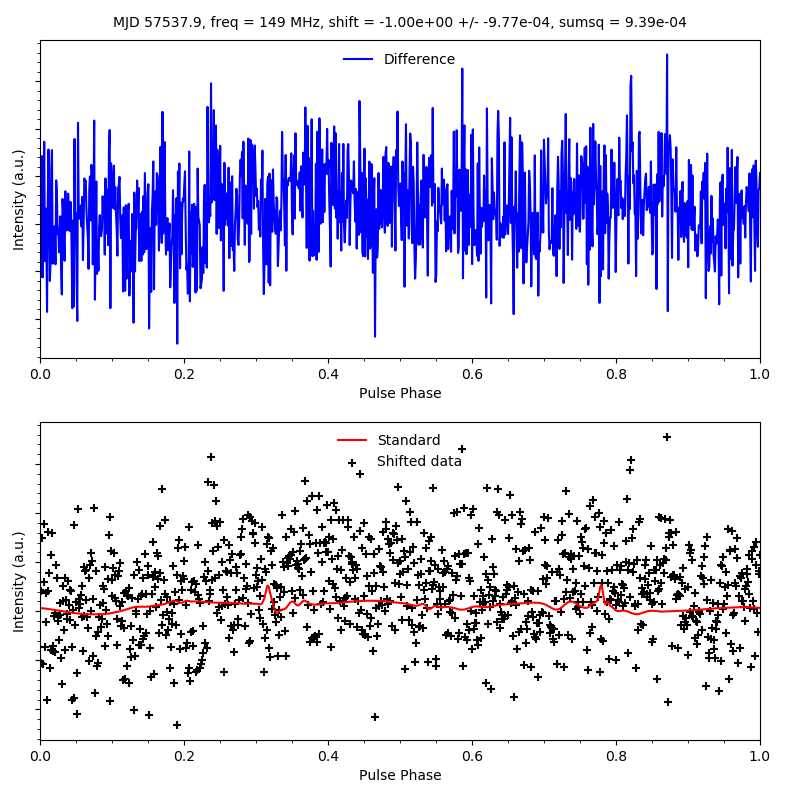 MJD 57537.9, freq = 149 MHz, shift = -1.00e+00 +/- -9.77e-04, sumsq = 9.39e-04
Difference
Intensity (a.u.)
0.0 0.2 0.4 0.6 0.8 1.0
Pulse Phase
Standard
Shifted data
Intensity (a.u.)
0.0 0.2 0.4 0.6 0.8 1.0
Pulse Phase